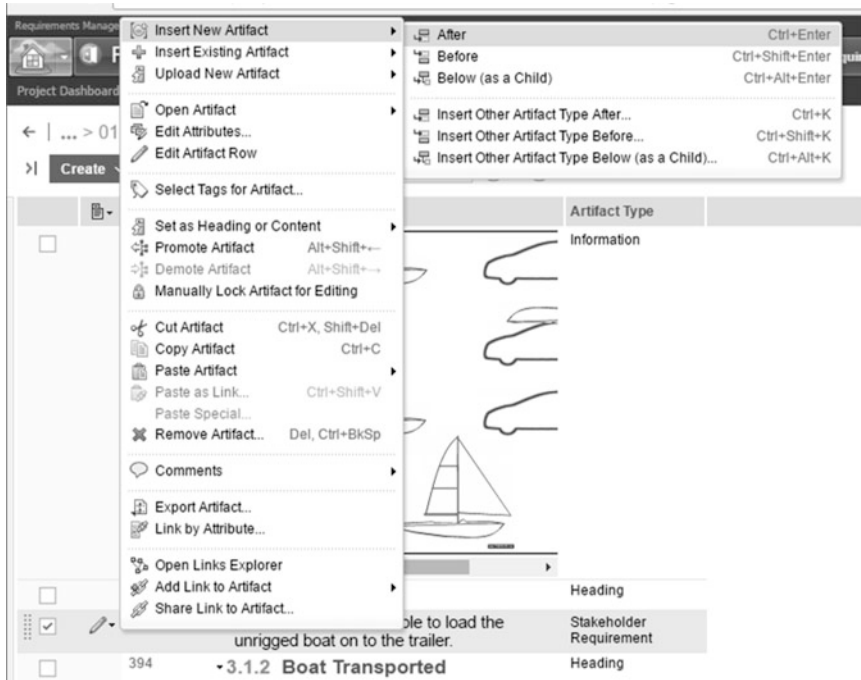 Requirements Manage
Project Dashboard
... > 01
Create
Insert New Artifact
Insert Existing Artifact
Upload New Artifact
Open Artifact
Edit Attributes...
Edit Artifact Row
Select Tags for Artifact...
Set as Heading or Content
Promote Artifact Alt+Shift+←
Demote Artifact Alt+Shift+→
Manually Lock Artifact for Editing
Cut Artifact Ctrl+X, Shift+Del
Copy Artifact Ctrl+C
Paste Artifact
Paste as Link... Ctrl+Shift+V
Paste Special...
Remove Artifact... Del, Ctrl+BkSp
Comments
Export Artifact...
Link by Attribute...
Open Links Explorer
Add Link to Artifact
Share Link to Artifact...
After Ctrl+Enter
Before Ctrl+Shift+Enter
Below (as a Child) Ctrl+Alt+Enter
Insert Other Artifact Type After... Ctrl+K
Insert Other Artifact Type Before... Ctrl+Shift+K
Insert Other Artifact Type Below (as a Child)... Ctrl+Alt+K
Artifact Type
Information
Heading
ble to load the
unrigged boat on to the trailer.
Stakeholder
Requirement
394 3.1.2 Boat Transported Heading